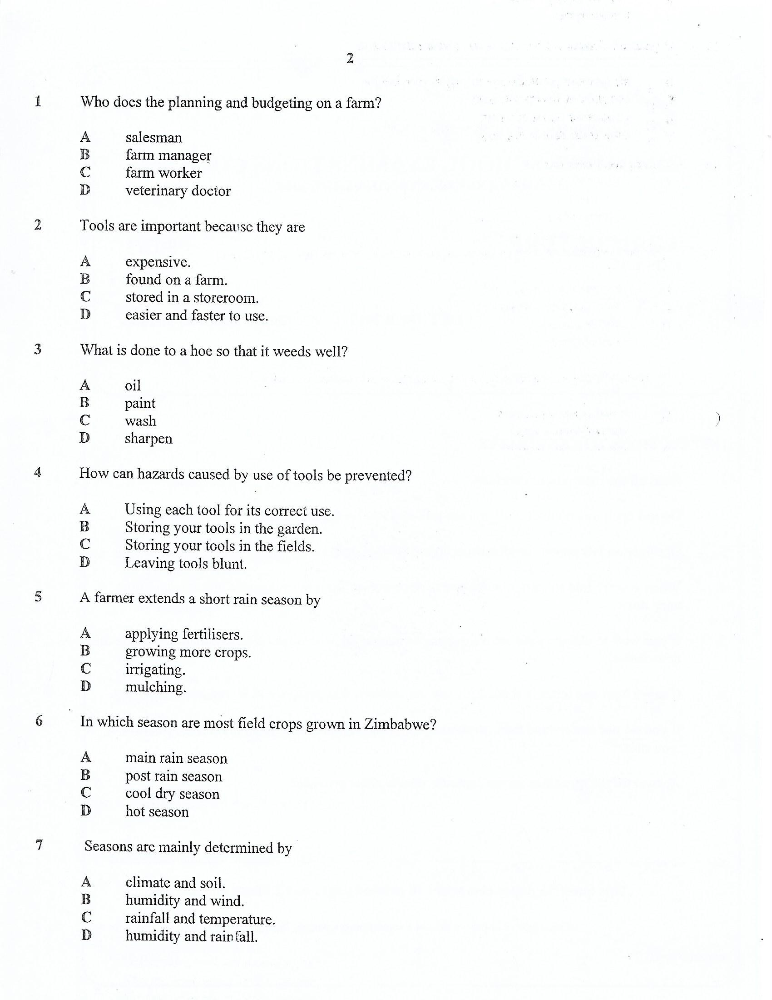 2
1 Who does the planning and budgeting on a farm?
A salesman
B farm manager
C farm worker
D veterinary doctor
2 Tools are important because they are
A expensive.
B found on a farm.
C stored in a storeroom.
D easier and faster to use.
3 What is done to a hoe so that it weeds well?
A oil
B paint
C wash
D sharpen
4 How can hazards caused by use of tools be prevented?
A Using each tool for its correct use.
B Storing your tools in the garden.
C Storing your tools in the fields.
D Leaving tools blunt.
5 A farmer extends a short rain season by
A applying fertilisers.
B growing more crops.
C irrigating.
D mulching.
6 In which season are most field crops grown in Zimbabwe?
A main rain season
B post rain season
C cool dry season
D hot season
7 Seasons are mainly determined by
A climate and soil.
B humidity and wind.
C rainfall and temperature.
D humidity and rainfall.